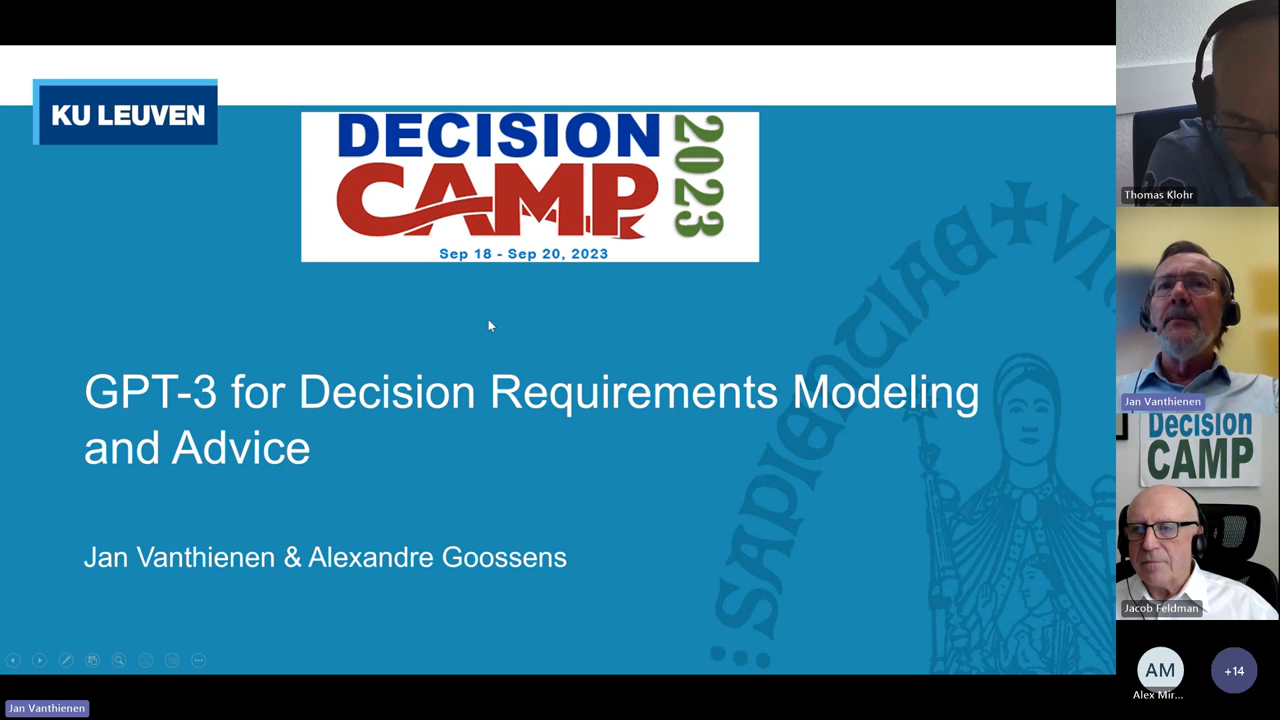 KU LEUVEN
DECISION
CAMP
2023
Sep 18 - Sep 20, 2023
GPT-3 for Decision Requirements Modeling
and Advice
Jan Vanthienen & Alexandre Goossens
SAPIENTIAE
Thomas Klohr
Jan Vanthienen
Decision
CAMP
Jacob Feldman
AM
Alex Mir...
+14
Jan Vanthienen